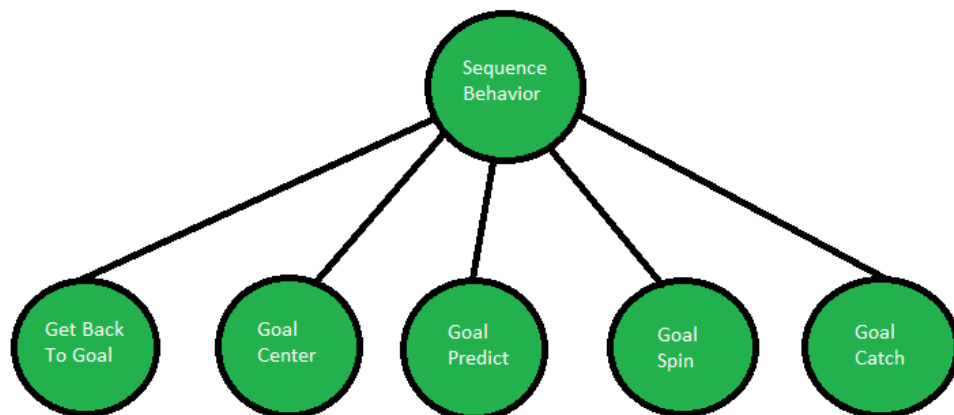 Sequence
Behavior
Get Back
To Goal
Goal
Center
Goal
Predict
Goal
Spin
Goal
Catch